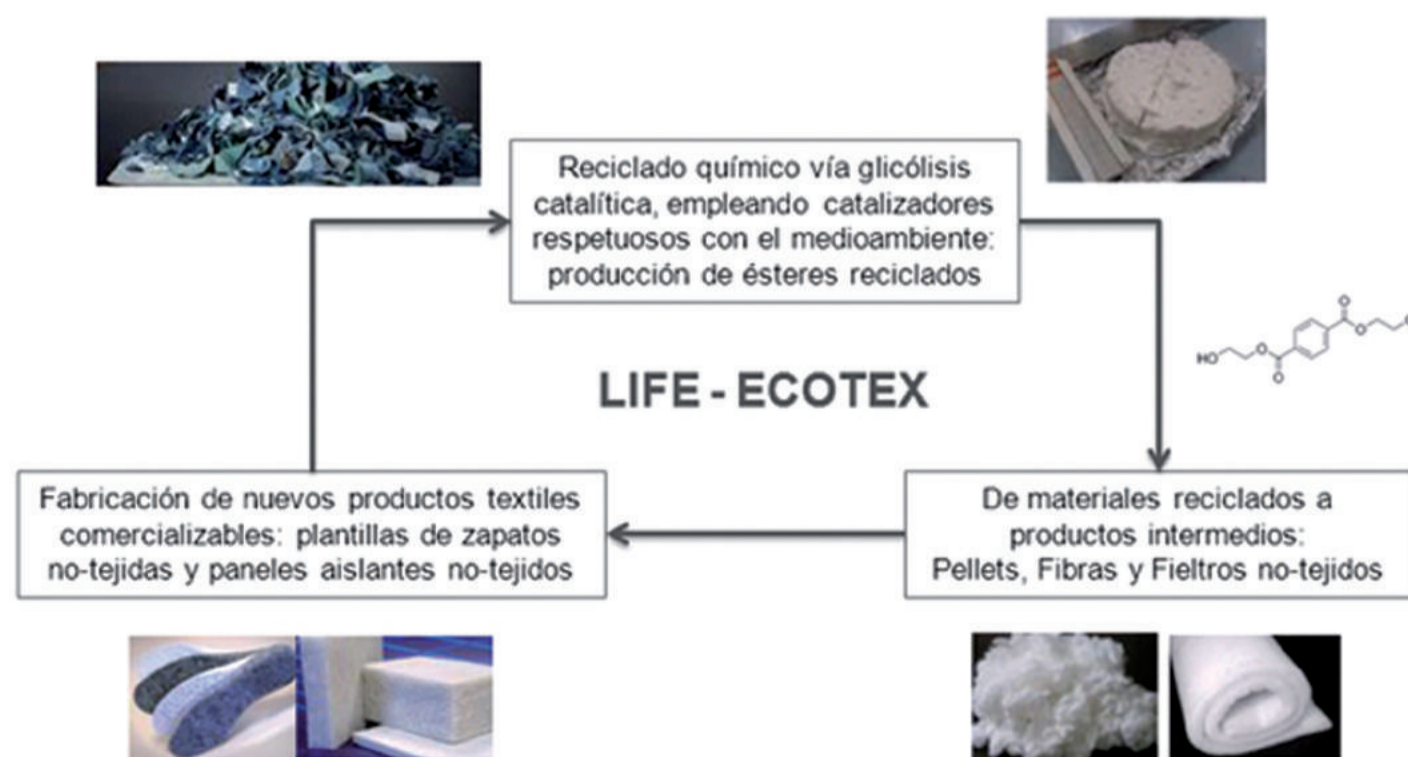 Reciclado químico vía glicólisis
catalítica, empleando catalizadores
respetuosos con el medioambiente:
producción de ésteres reciclados
O
O
O
HO
O
LIFE - ECOTEX
Fabricación de nuevos productos textiles
comercializables: plantillas de zapatos
no-tejidas y paneles aislantes no-tejidos
De materiales reciclados a
productos intermedios:
Pellets, Fibras y Fieltros no-tejidos